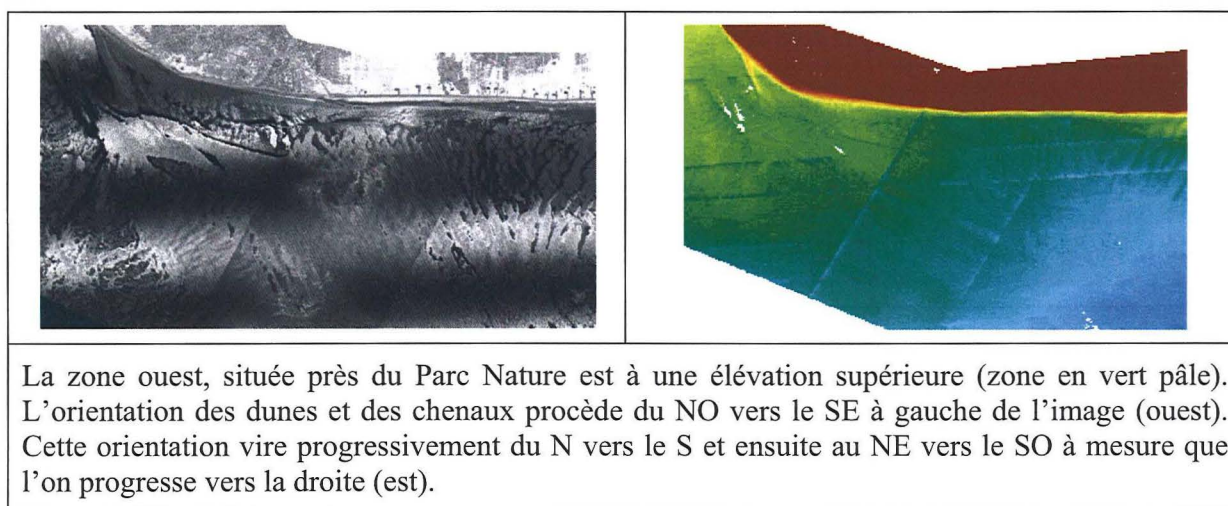 La zone ouest, située près du Parc Nature est à une élévation supérieure (zone en vert pâle).
L’orientation des dunes et des chenaux procède du NO vers le SE à gauche de l’image (ouest).
Cette orientation vire progressivement du N vers le S et ensuite au NE vers le SO à mesure que
l’on progresse vers la droite (est).